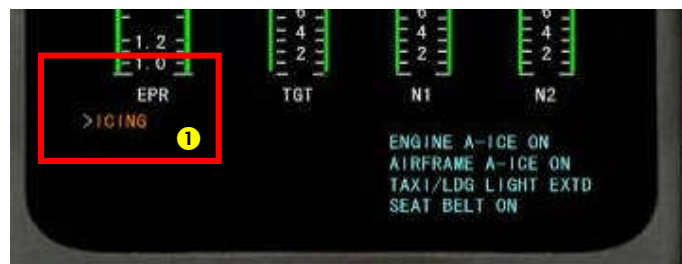 6 6 6
4 4 4
1.2 2 2 2
1.0
EPR TGT N1 N2
>ICING
1
ENGINE A-ICE ON
AIRFRAME A-ICE ON
TAXI/LDG LIGHT EXTD
SEAT BELT ON